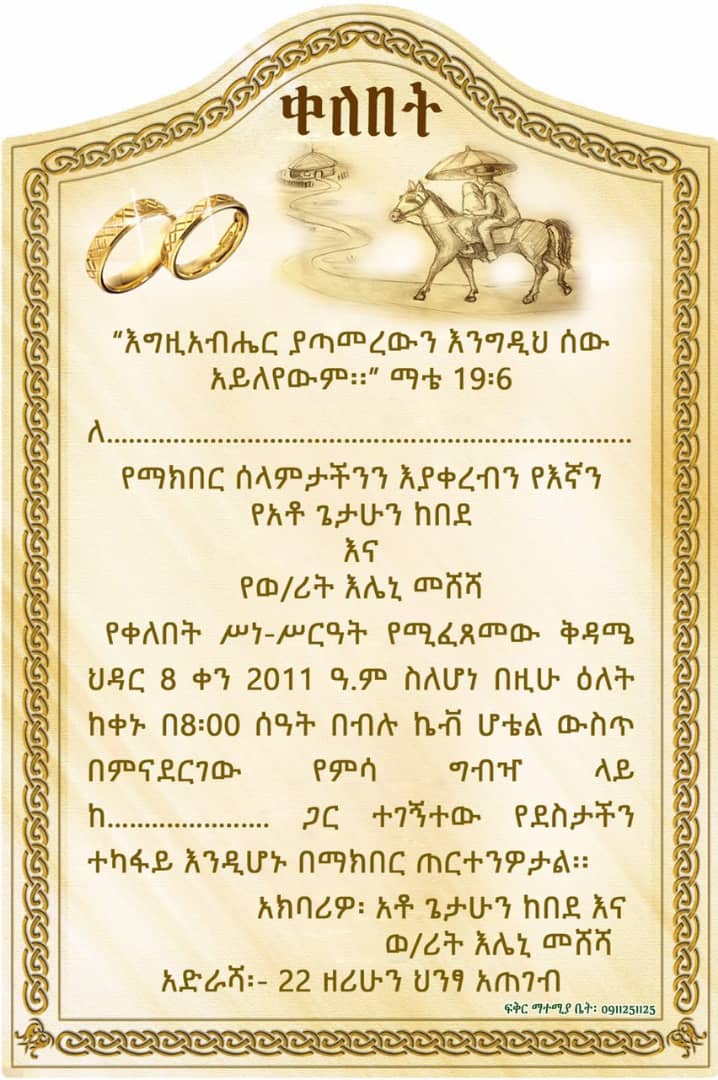 ቀለበት
“እግዚአብሔር ያጣመረውን እንግዲህ ሰው
አይለየውም፡፡” ማቴ 19፡6
ለ.......................................................................
የማክበር ሰላምታችንን እያቀረብን የእኛን
የአቶ ጌታሁን ከበደ
እና
የወ/ሪት እሌኒ መሸሻ
የቀለበት ሥነ-ሥርዓት የሚፈጸመው ቅዳሜ
ህዳር 8 ቀን 2011 ዓ.ም ስለሆነ በዚሁ ዕለት
ከቀኑ በ8፡00 ሰዓት በብሉ ኬቭ ሆቴል ውስጥ
በምናደርገው የምሳ ግብዣ ላይ
ከ...................... ጋር ተገኝተው የደስታችን
ተካፋይ እንዲሆኑ በማክበር ጠርተንዎታል፡፡
አክባሪዎ፡ አቶ ጌታሁን ከበደ እና
ወ/ሪት እሌኒ መሸሻ
አድራሻ፡- 22 ዘሪሁን ህንፃ አጠገብ
ፍቅር ማተሚያ ቤት፡ 0911251125